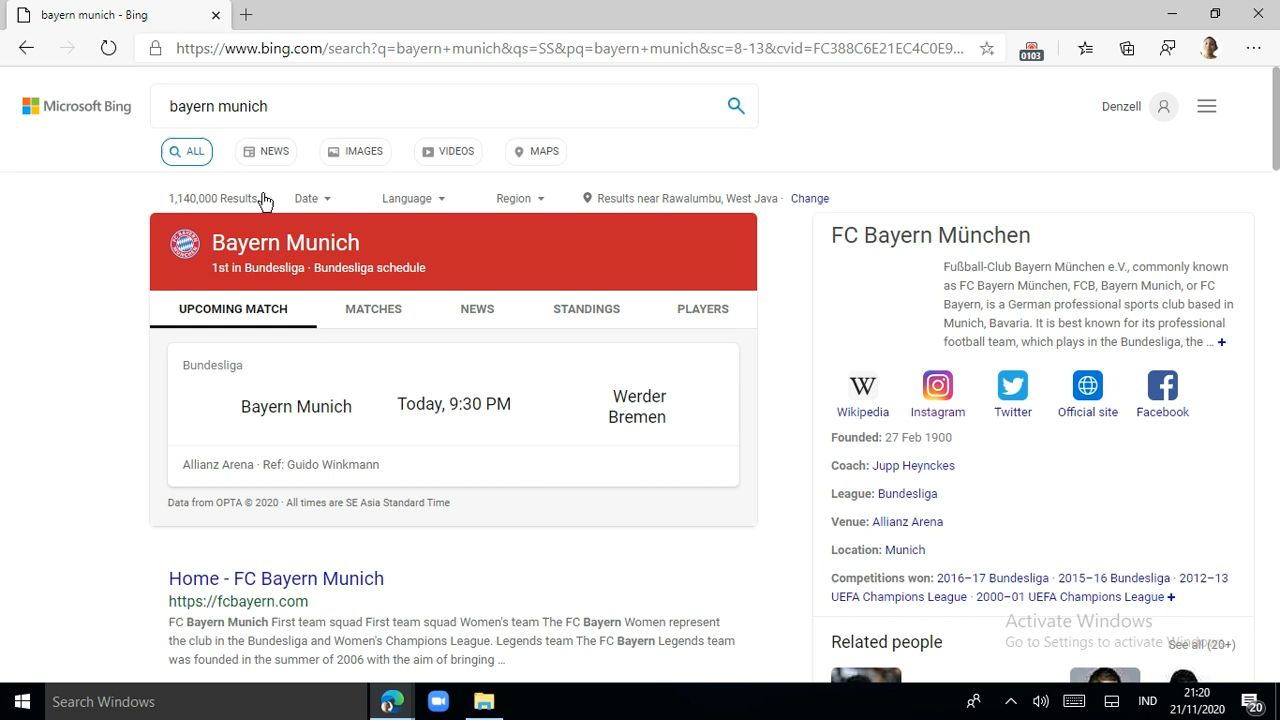 bayern munich - Bing
https://www.bing.com/search?q=bayern+munich&qs=SS&pq=bayern+munich&sc=8-13&cvid=FC388C6E21EC4C0E9...
0103
Microsoft Bing
bayern munich
Denzell
ALL
NEWS
IMAGES
VIDEOS
MAPS
1,140,000 Results
Date
Language
Region
Results near Rawalumbu, West Java · Change
Bayern Munich
1st in Bundesliga · Bundesliga schedule
UPCOMING MATCH
MATCHES
NEWS
STANDINGS
PLAYERS
Bundesliga
Bayern Munich
Today, 9:30 PM
Werder
Bremen
Allianz Arena · Ref: Guido Winkmann
Data from OPTA © 2020 · All times are SE Asia Standard Time
Home - FC Bayern Munich
https://fcbayern.com
FC Bayern Munich First team squad First team squad Women's team The FC Bayern Women represent
the club in the Bundesliga and Women's Champions League. Legends team The FC Bayern Legends team
was founded in the summer of 2006 with the aim of bringing ...
FC Bayern München
Fußball-Club Bayern München e.V., commonly known
as FC Bayern München, FCB, Bayern Munich, or FC
Bayern, is a German professional sports club based in
Munich, Bavaria. It is best known for its professional
football team, which plays in the Bundesliga, the ... +
W
Wikipedia
Instagram
Twitter
Official site
Facebook
Founded: 27 Feb 1900
Coach: Jupp Heynckes
League: Bundesliga
Venue: Allianz Arena
Location: Munich
Competitions won: 2016–17 Bundesliga · 2015–16 Bundesliga · 2012–13
UEFA Champions League · 2000–01 UEFA Champions League +
Related people
See all (20+)
Activate Windows
Go to Settings to activate Windows.
Search Windows
IND
21:20
21/11/2020
20